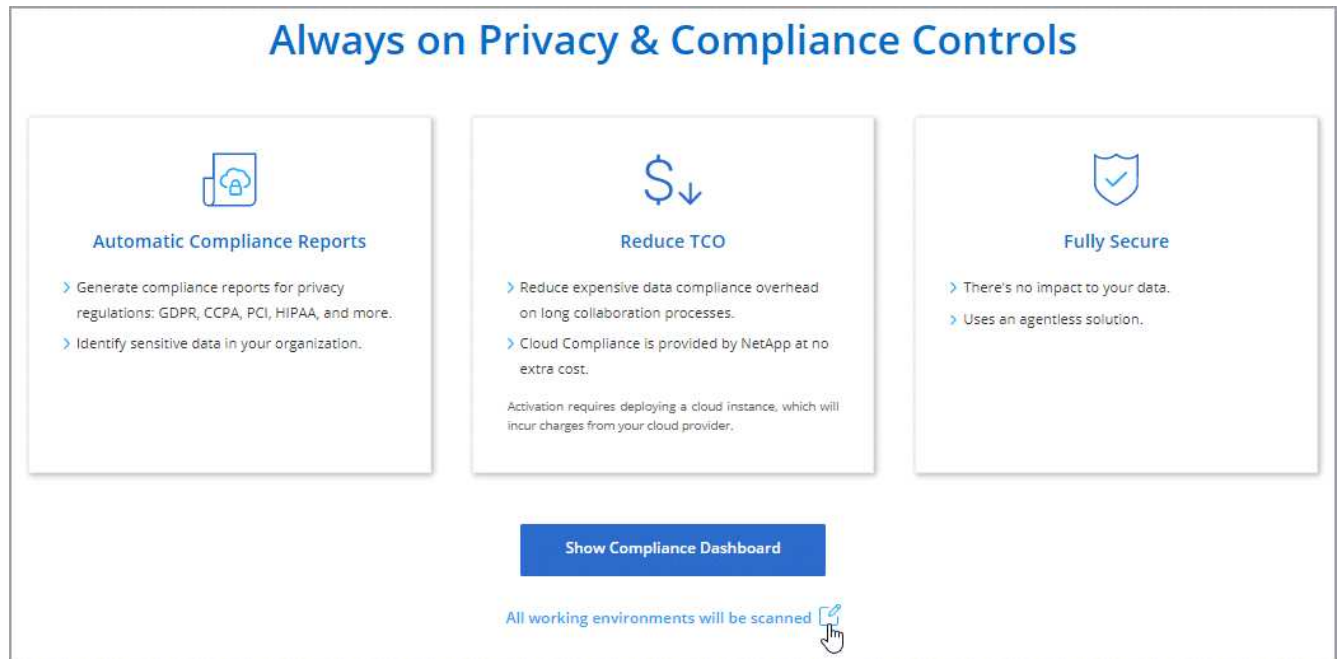 Always on Privacy & Compliance Controls
Automatic Compliance Reports
Generate compliance reports for privacy
regulations: GDPR, CCPA, PCI, HIPAA, and more.
Identify sensitive data in your organization.
Reduce TCO
Reduce expensive data compliance overhead
on long collaboration processes.
Cloud Compliance is provided by NetApp at no
extra cost.
Activation requires deploying a cloud instance, which will
incur charges from your cloud provider.
Fully Secure
There's no impact to your data.
Uses an agentless solution.
Show Compliance Dashboard
All working environments will be scanned